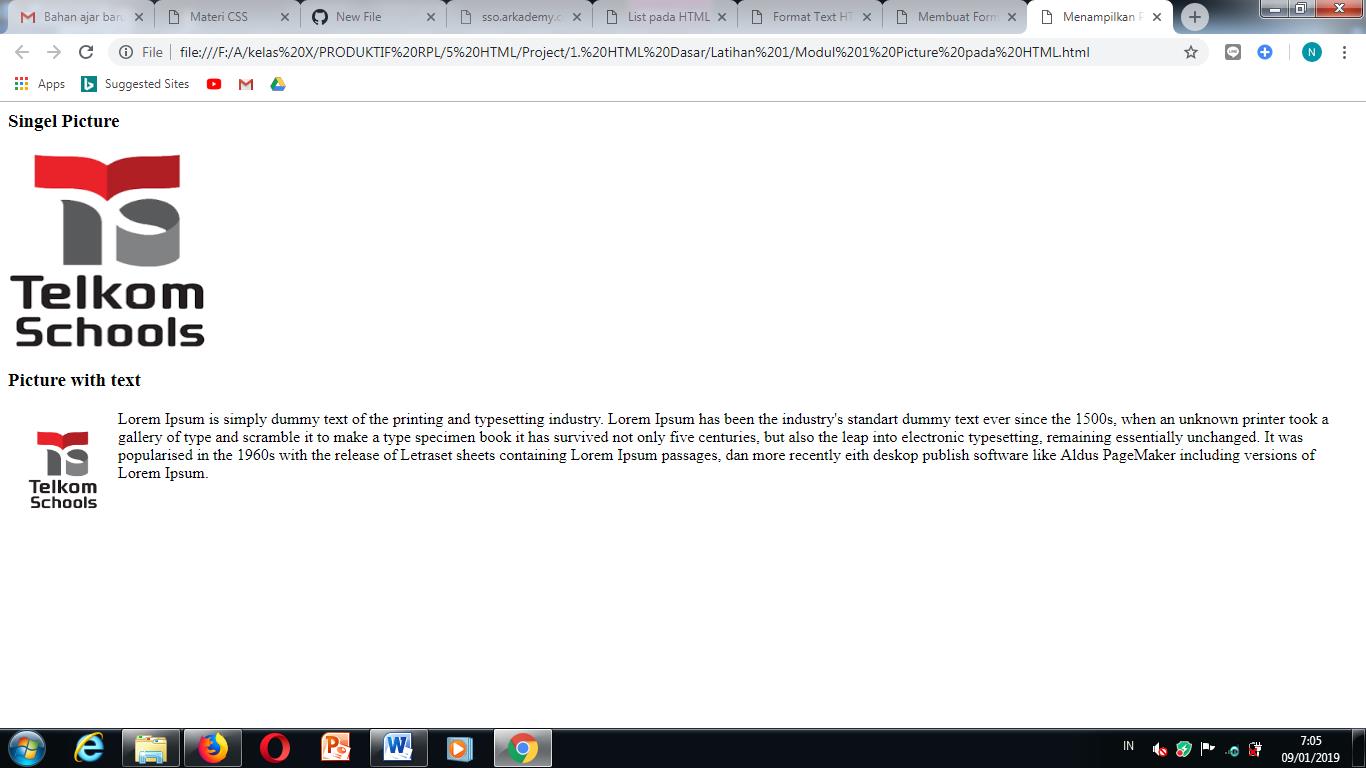 Bahan ajar baru
Materi CSS
New File
sso.arkademy.c
List pada HTML
Format Text HT
Membuat Form
Menampilkan P
File
file:///F:/A/kelas%20X/PRODUKTIF%20RPL/5%20HTML/Project/1.%20HTML%20Dasar/Latihan%201/Modul%201%20Picture%20pada%20HTML.html
N
Apps
Suggested Sites
Singel Picture
Telkom
Schools
Picture with text
Telkom
Schools
Lorem Ipsum is simply dummy text of the printing and typesetting industry. Lorem Ipsum has been the industry's standart dummy text ever since the 1500s, when an unknown printer took a
gallery of type and scramble it to make a type specimen book it has survived not only five centuries, but also the leap into electronic typesetting, remaining essentially unchanged. It was
popularised in the 1960s with the release of Letraset sheets containing Lorem Ipsum passages, dan more recently eith deskop publish software like Aldus PageMaker including versions of
Lorem Ipsum.
IN
7:05
09/01/2019